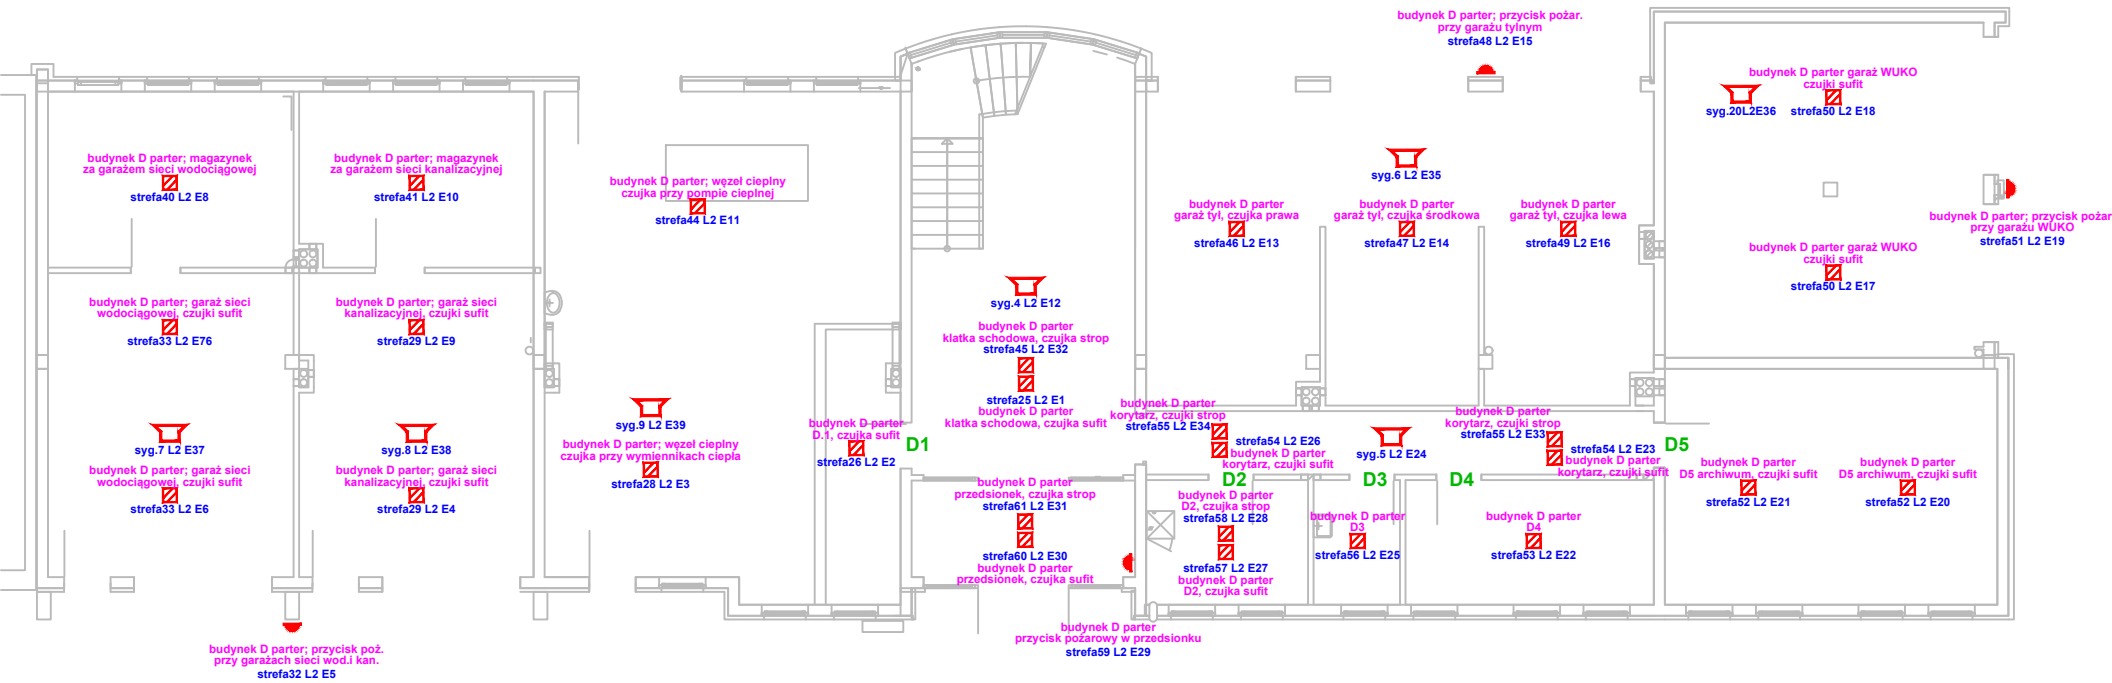 budynek D parter; przycisk pożar.
przy garażu tylnym
strefa48 L2 E15
budynek D parter garaż WUKO
czujki sufit
syg.20L2E36
strefa50 L2 E18
budynek D parter; magazynek
za garażem sieci wodociągowej
strefa40 L2 E8
budynek D parter; magazynek
za garażem sieci kanalizacyjnej
strefa41 L2 E10
budynek D parter; węzeł cieplny
czujka przy pompie cieplnej
strefa44 L2 E11
syg.6 L2 E35
budynek D parter
garaż tył, czujka prawa
strefa46 L2 E13
budynek D parter
garaż tył, czujka środkowa
strefa47 L2 E14
budynek D parter
garaż tył, czujka lewa
strefa49 L2 E16
budynek D parter; przycisk pożar
przy garażu WUKO
strefa51 L2 E19
budynek D parter garaż WUKO
czujki sufit
strefa50 L2 E17
budynek D parter; garaż sieci
wodociągowej, czujki sufit
strefa33 L2 E76
budynek D parter; garaż sieci
kanalizacyjnej, czujki sufit
strefa29 L2 E9
syg.4 L2 E12
budynek D parter
klatka schodowa, czujka strop
strefa45 L2 E32
strefa25 L2 E1
budynek D parter
klatka schodowa, czujka sufit
syg.7 L2 E37
budynek D parter; garaż sieci
wodociągowej, czujki sufit
strefa33 L2 E6
syg.8 L2 E38
budynek D parter; garaż sieci
kanalizacyjnej, czujki sufit
strefa29 L2 E4
syg.9 L2 E39
budynek D parter; węzeł cieplny
czujka przy wymiennikach ciepła
strefa28 L2 E3
budynek D parter
D.1, czujka sufit
strefa26 L2 E2
D1
budynek D parter
korytarz, czujki strop
strefa55 L2 E34
strefa54 L2 E26
budynek D parter
korytarz, czujki sufit
syg.5 L2 E24
budynek D parter
korytarz, czujki strop
strefa55 L2 E33
strefa54 L2 E23
budynek D parter
korytarz, czujki sufit
D5
D2
D3
D4
budynek D parter
D5 archiwum, czujki sufit
strefa52 L2 E21
budynek D parter
D5 archiwum, czujki sufit
strefa52 L2 E20
budynek D parter
przedsionek, czujka strop
strefa61 L2 E31
strefa60 L2 E30
budynek D parter
przedsionek, czujka sufit
budynek D parter
D2, czujka strop
strefa58 L2 E28
strefa57 L2 E27
budynek D parter
D2, czujka sufit
budynek D parter
D3
strefa56 L2 E25
budynek D parter
D4
strefa53 L2 E22
budynek D parter; przycisk poż.
przy garażach sieci wod.i kan.
strefa32 L2 E5
budynek D parter
przycisk pożarowy w przedsionku
strefa59 L2 E29